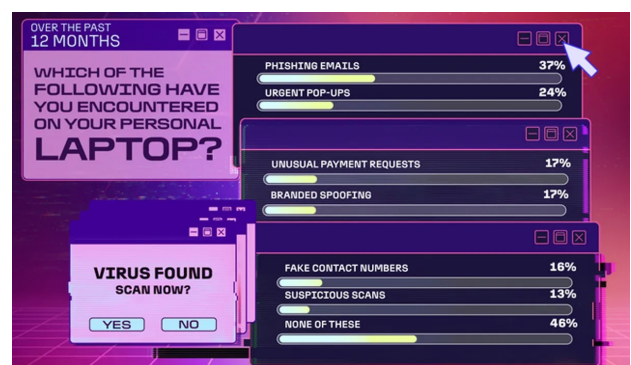 OVER THE PAST
12 MONTHS
WHICH OF THE
FOLLOWING HAVE
YOU ENCOUNTERED
ON YOUR PERSONAL
LAPTOP?
PHISHING EMAILS 37%
URGENT POP-UPS 24%
UNUSUAL PAYMENT REQUESTS 17%
BRANDED SPOOFING 17%
VIRUS FOUND
SCAN NOW?
YES NO
FAKE CONTACT NUMBERS 16%
SUSPICIOUS SCANS 13%
NONE OF THESE 46%